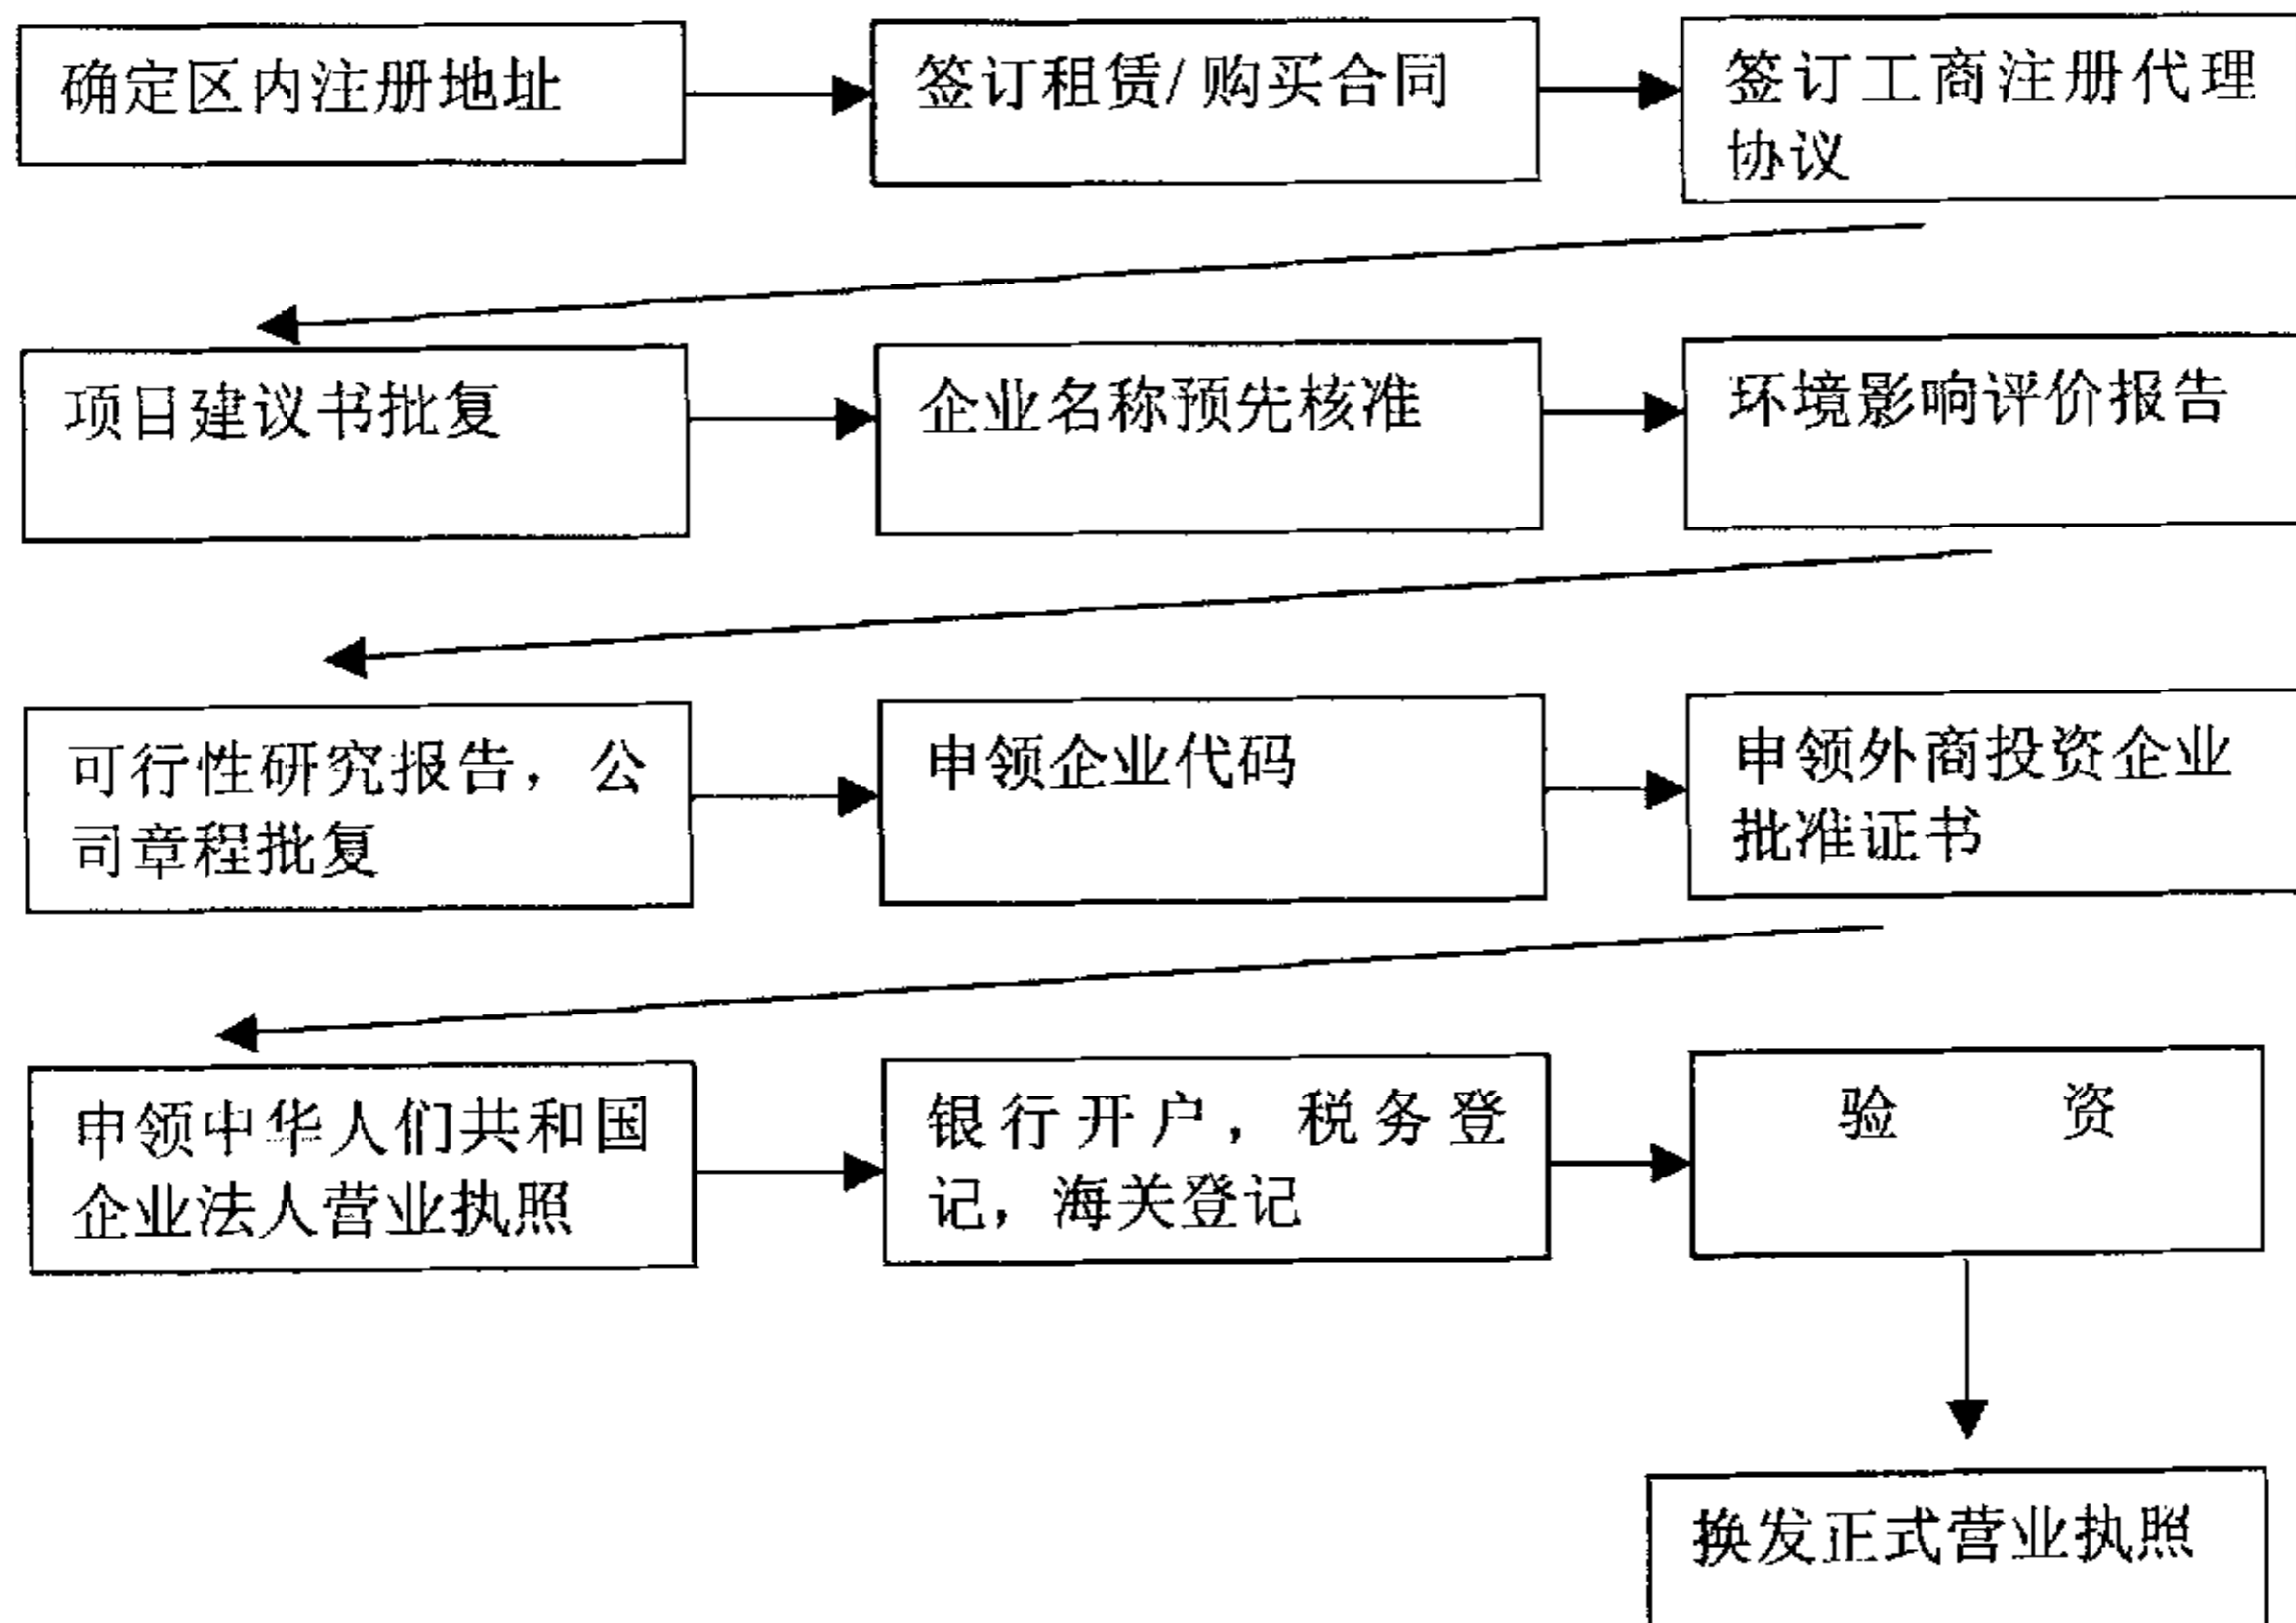 确定区内注册地址
签订租赁/购买合同
签订工商注册代理
协议
项目建议书批复
企业名称预先核准
环境影响评价报告
可行性研究报告，公
司章程批复
申领企业代码
申领外商投资企业
批准证书
申领中华人们共和国
企业法人营业执照
银行开户，税务登
记，海关登记
验 资
换发正式营业执照